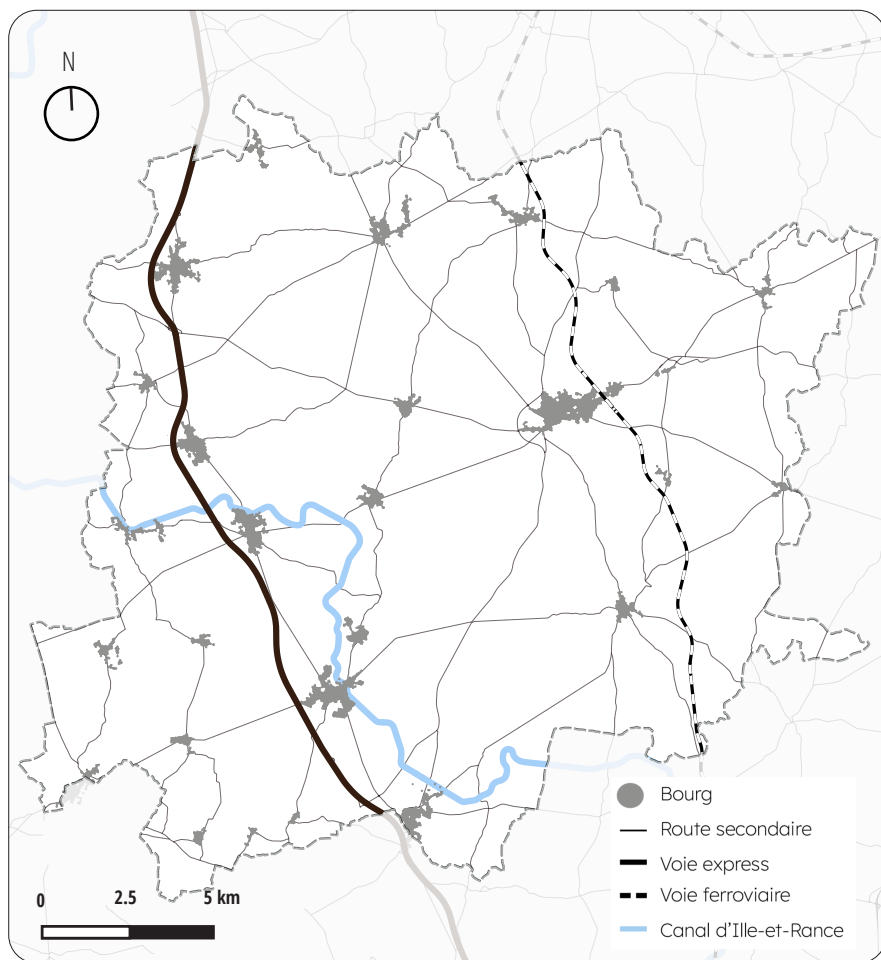 N
Bourg
Route secondaire
Voie express
Voie ferroviaire
Canal d'Ille-et-Rance
0 2.5 5 km